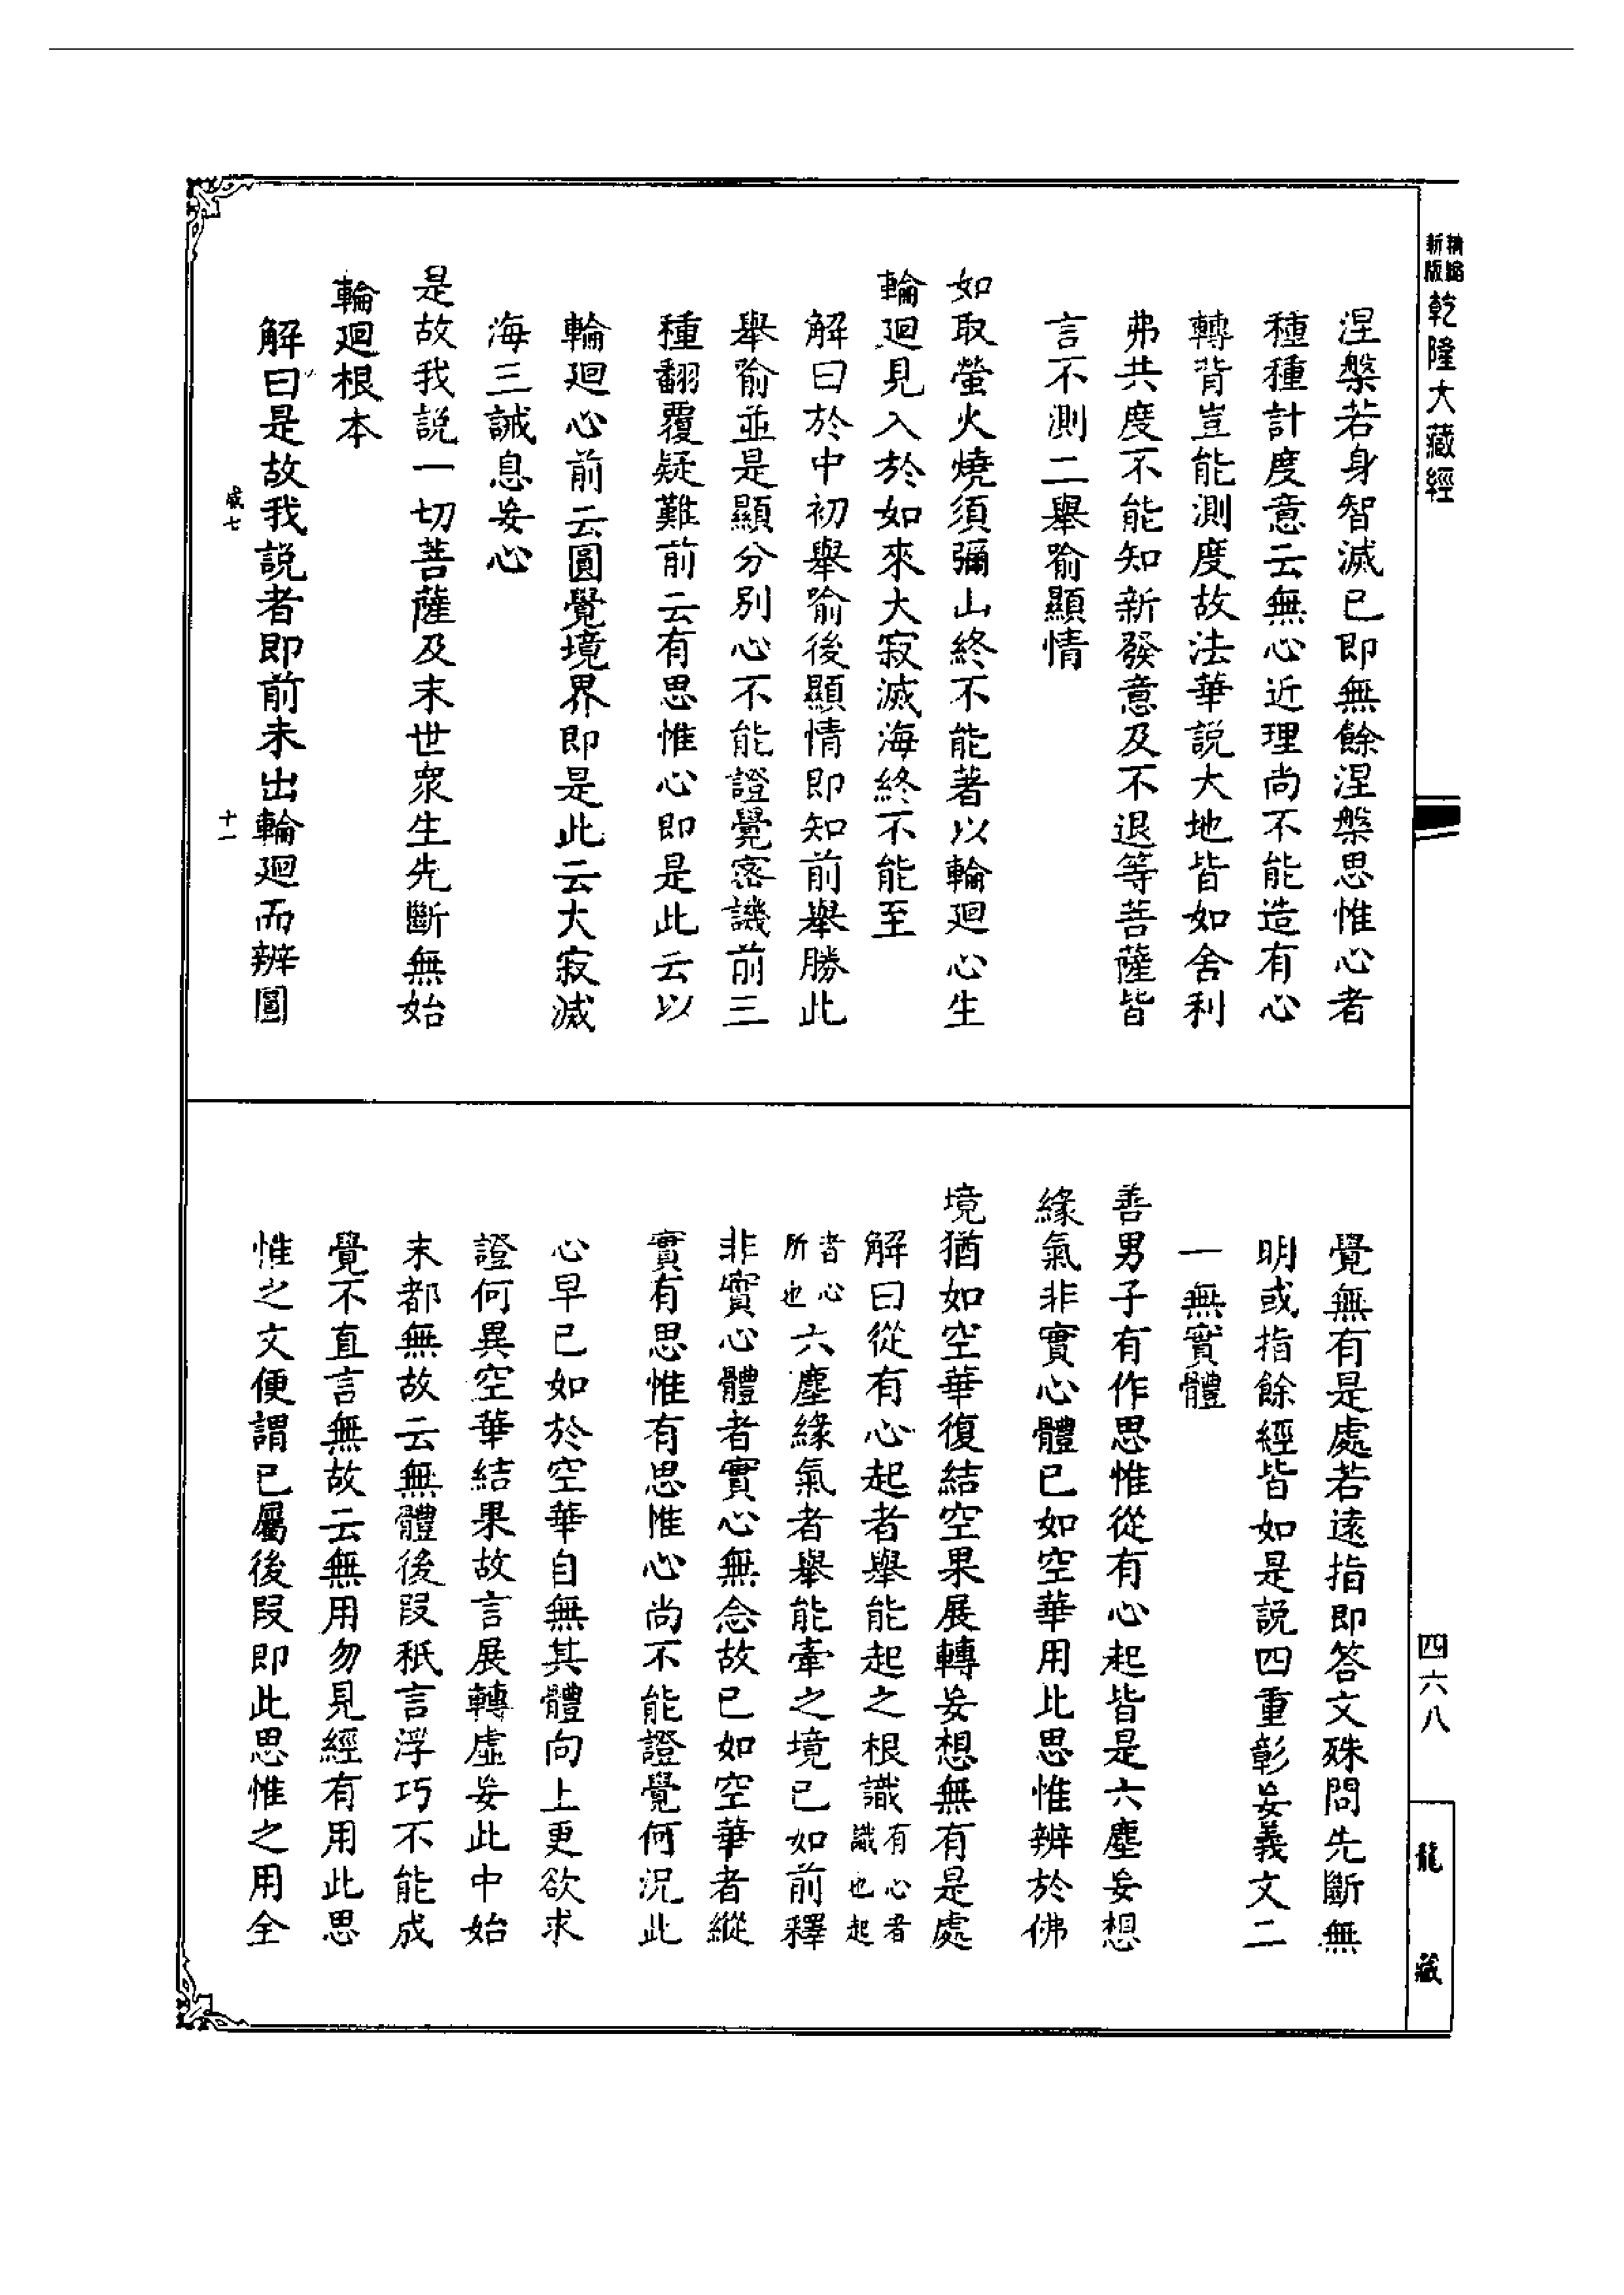 精縮新版乾隆大藏經
涅槃若身智滅已即無餘涅槃思惟心者
種種計度意云無心近理尚不能造有心
轉背豈能測度故法華説大地皆如舍利
弗共度不能知新發意及不退等菩薩皆
言不測二舉喻顯情
如取螢火燒須彌山終不能著以輪迴心生
輪迴見入於如來大寂滅海終不能至
解曰於中初舉喻後顯情即知前舉勝此
舉喻並是顯分別心不能證覺密譏前三
種翻覆疑難前云有思惟心即是此云以
輪迴心前云圓覺境界即是此云大寂滅
海三誡息妄心
是故我説一切菩薩及末世衆生先斷無始
輪迴根本
解曰是故我説者即前未出輪迴而辨圓
咸七
十一
覺無有是處若遠指即答文殊問先斷無
明或指餘經皆如是説四重彰妄義文二
一無實體
善男子有作思惟從有心起皆是六塵妄想
緣氣非實心體已如空華用此思惟辨於佛
境猶如空華復結空果展轉妄想無有是處
解曰從有心起者舉能起之根識有心者識也起
者心所也六塵緣氣者舉能牽之境已如前釋
非實心體者實心無念故已如空華者縱
實有思惟有思惟心尚不能證覺何況此
心早已如於空華自無其體向上更欲求
證何異空華結果故言展轉虛妄此中始
末都無故云無體後段秖言浮巧不能成
覺不直言無故云無用勿見經有用此思
惟之文便謂已屬後段即此思惟之用全
四六八
龍藏